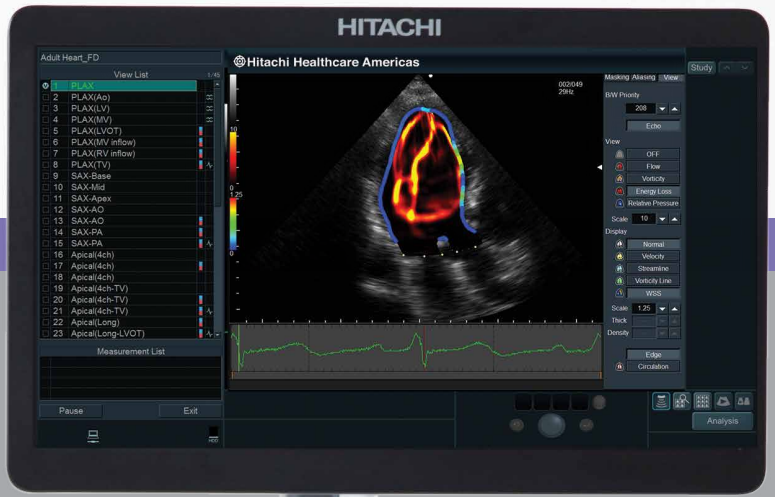 HITACHI
Adult Heart_FD
View List 1/45
1 PLAX
2 PLAX(Ao)
3 PLAX(LV)
4 PLAX(MV)
5 PLAX(LVOT)
6 PLAX(MV inflow)
7 PLAX(RV inflow)
8 PLAX(TV)
9 SAX-Base
10 SAX-Mid
11 SAX-Apex
12 SAX-AO
13 SAX-AO
14 SAX-PA
15 SAX-PA
16 Apical(4ch)
17 Apical(4ch)
18 Apical(4ch)
19 Apical(4ch-TV)
20 Apical(4ch-TV)
21 Apical(4ch-TV)
22 Apical(Long)
23 Apical(Long-LVOT)
Measurement List
Pause Exit
HDD
Hitachi Healthcare Americas
002/049
29Hz
10
0
1.25
0
Masking Aliasing View
B/W Priority
208
Echo
View
OFF
Flow
Vorticity
Energy Loss
Relative Pressure
Scale 10
Display
Normal
Velocity
Streamline
Vorticity Line
WSS
Scale 1.25
Thick
Density
Edge
Circulation
Study
Analysis